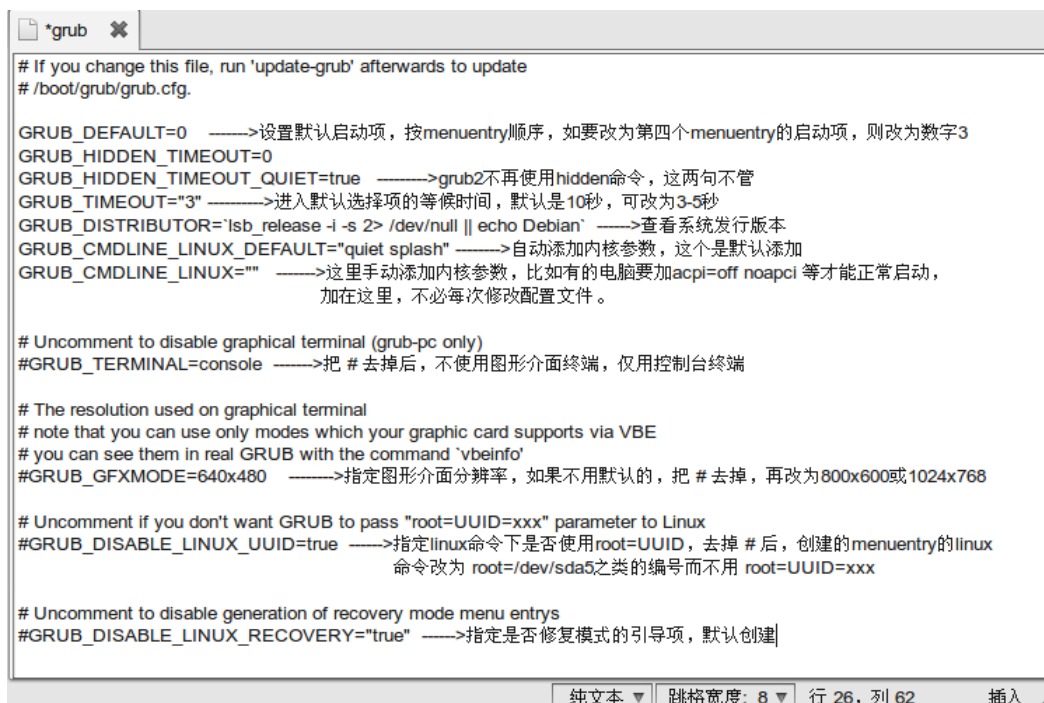 *grub
# If you change this file, run 'update-grub' afterwards to update
# /boot/grub/grub.cfg.
GRUB_DEFAULT=0 ------->设置默认启动项，按menuentry顺序，如要改为第四个menuentry的启动项，则改为数字3
GRUB_HIDDEN_TIMEOUT=0
GRUB_HIDDEN_TIMEOUT_QUIET=true --------->grub2不再使用hidden命令，这两句不管
GRUB_TIMEOUT="3" ---------->进入默认选择项的等候时间，默认是10秒，可改为3-5秒
GRUB_DISTRIBUTOR=`lsb_release -i -s 2> /dev/null || echo Debian` ------>查看系统发行版本
GRUB_CMDLINE_LINUX_DEFAULT="quiet splash" -------->自动添加内核参数，这个是默认添加
GRUB_CMDLINE_LINUX="" ------->这里手动添加内核参数，比如有的电脑要加acpi=off noapci 等才能正常启动，
加在这里，不必每次修改配置文件。
# Uncomment to disable graphical terminal (grub-pc only)
#GRUB_TERMINAL=console ------->把 # 去掉后，不使用图形介面终端，仅用控制台终端
# The resolution used on graphical terminal
# note that you can use only modes which your graphic card supports via VBE
# you can see them in real GRUB with the command `vbeinfo'
#GRUB_GFXMODE=640x480 -------->指定图形介面分辨率，如果不用默认的，把 # 去掉，再改为800x600或1024x768
# Uncomment if you don't want GRUB to pass "root=UUID=xxx" parameter to Linux
#GRUB_DISABLE_LINUX_UUID=true ------>指定linux命令下是否使用root=UUID，去掉 # 后，创建的menuentry的linux
命令改为 root=/dev/sda5之类的编号而不用 root=UUID=xxx
# Uncomment to disable generation of recovery mode menu entrys
#GRUB_DISABLE_LINUX_RECOVERY="true" ------>指定是否修复模式的引导项，默认创建
纯文本 跳格宽度: 8 行 26，列 62 插入